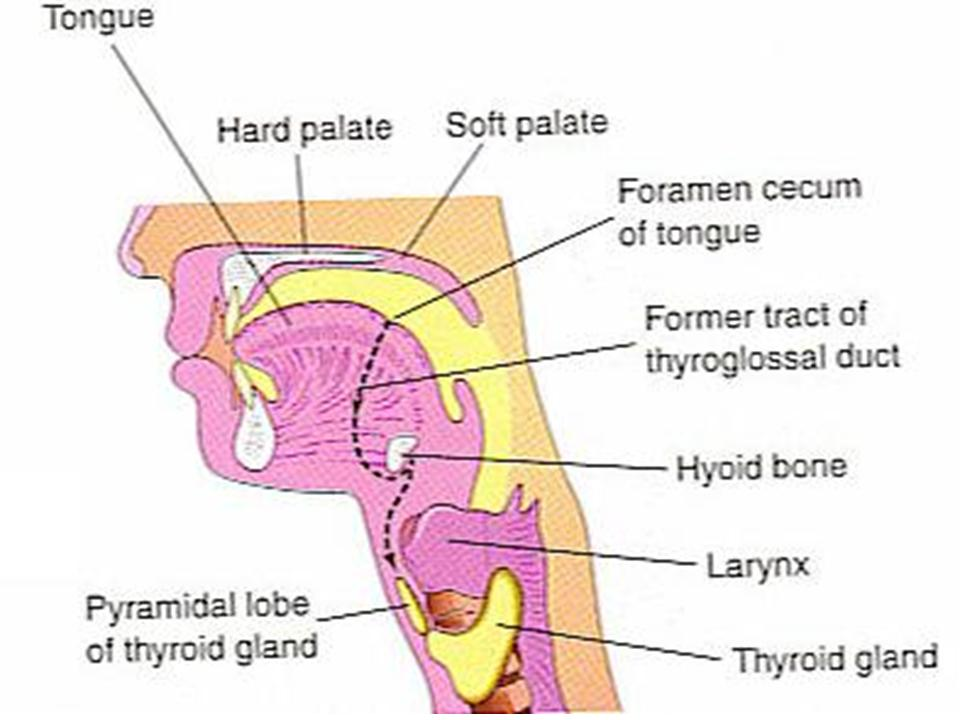 Tongue
Hard palate
Soft palate
Foramen cecum
of tongue
Former tract of
thyroglossal duct
Hyoid bone
Larynx
Pyramidal lobe
of thyroid gland
Thyroid gland